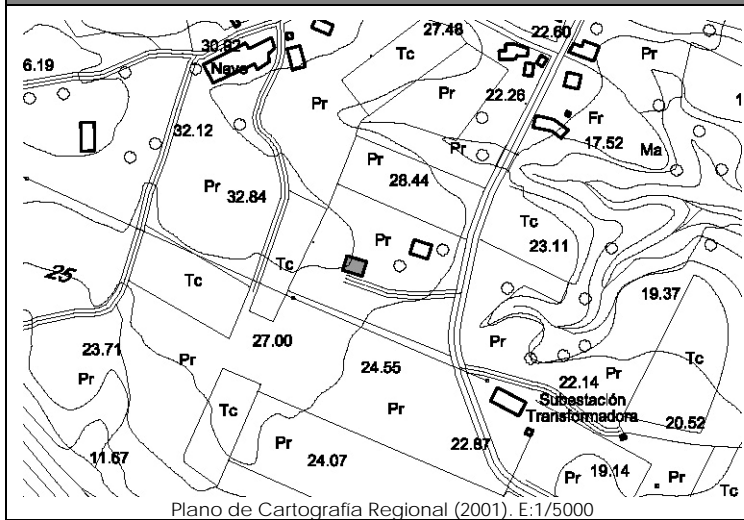 22.60
27.48
30.92
Tc
Pr
6.19
Nave
Pr
22.26
Pr
Fr
32.12
17.52
Ma
Pr
Pr
28.44
Pr
32.84
Tc
Pr
23.11
25
Tc
Tc
19.37
27.00
Pr
23.71
Pr
24.55
Tc
Pr
22.14
Pr
Subestación
Tc
Pr
Transformadora
20.52
Pr
22.87
11.67
24.07
Pr
19.14
Pr
Tc
Plano de Cartografía Regional (2001). E:1/5000